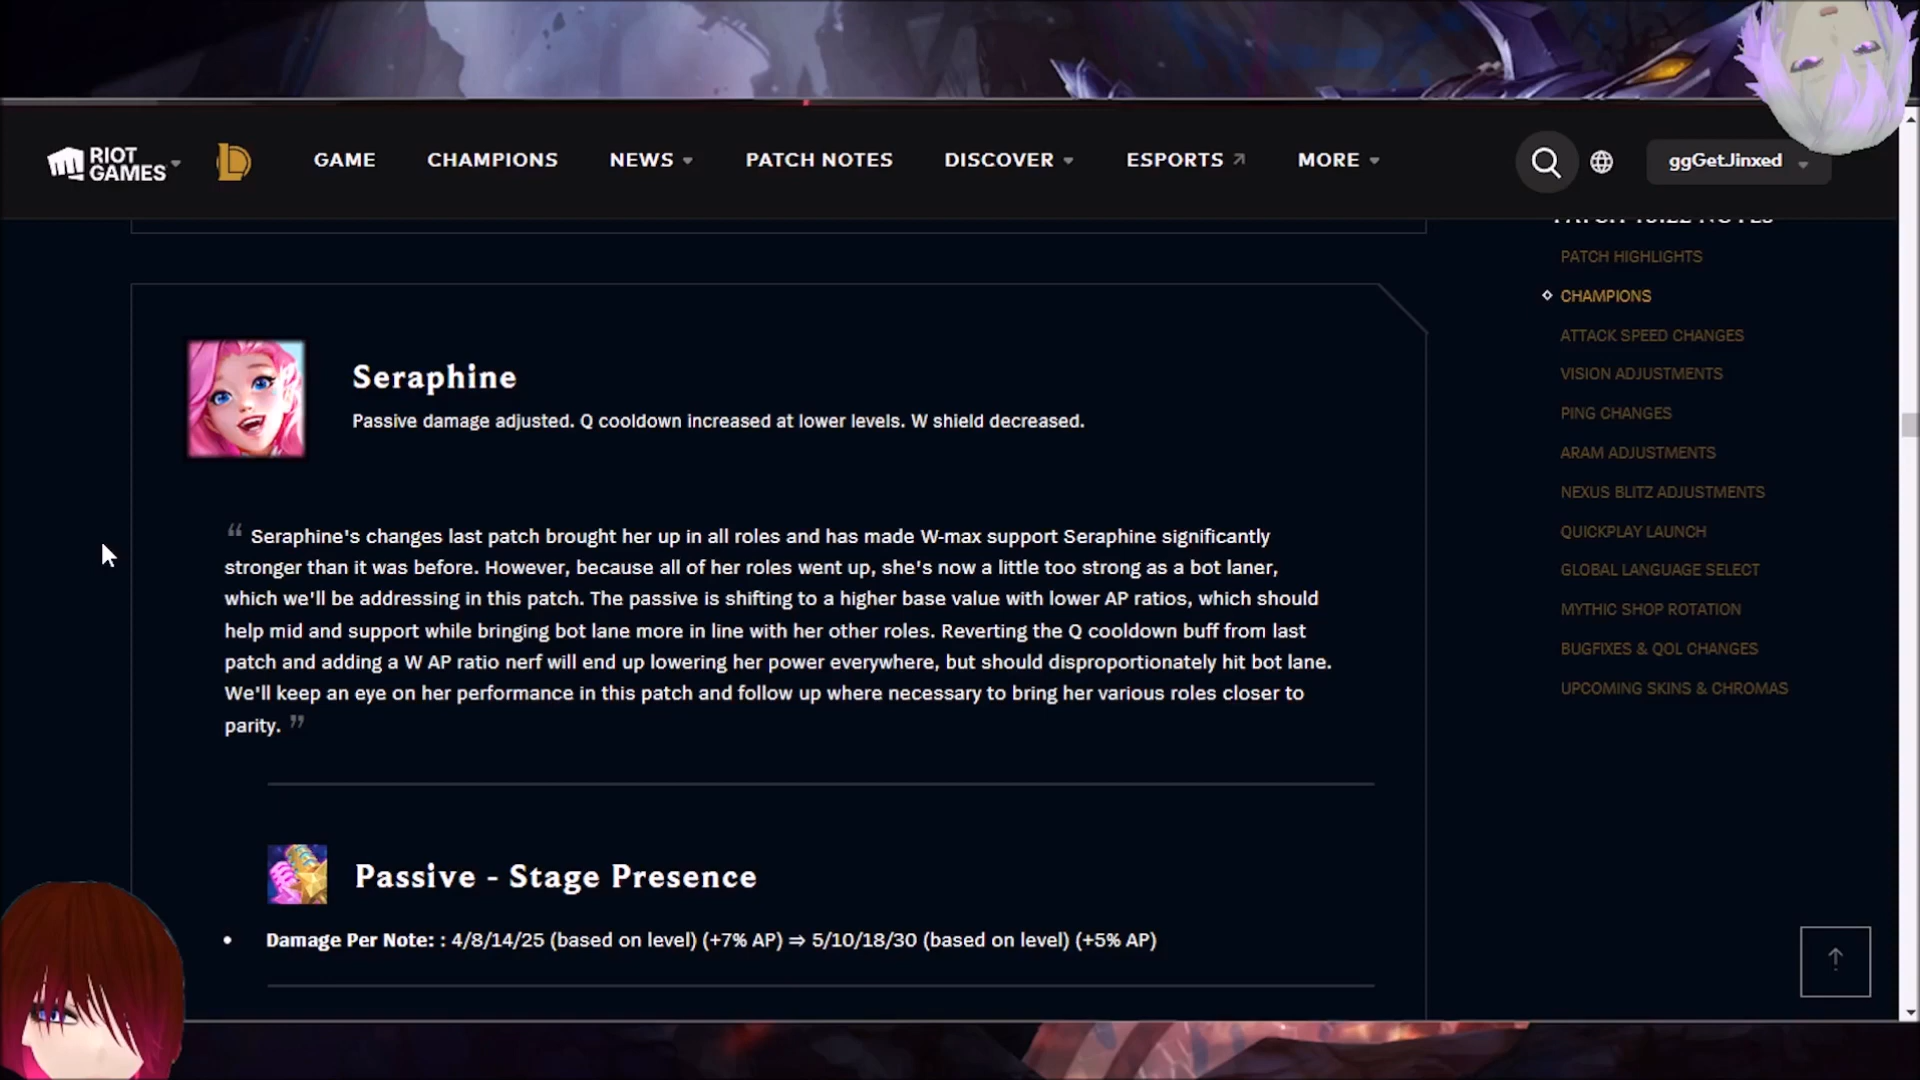 RIOT GAMES
GAME
CHAMPIONS
NEWS
PATCH NOTES
DISCOVER
ESPORTS
MORE
ggGetJinxed
PATCH 13.22 NOTES
PATCH HIGHLIGHTS
CHAMPIONS
ATTACK SPEED CHANGES
VISION ADJUSTMENTS
PING CHANGES
ARAM ADJUSTMENTS
NEXUS BLITZ ADJUSTMENTS
QUICKPLAY LAUNCH
GLOBAL LANGUAGE SELECT
MYTHIC SHOP ROTATION
BUGFIXES & QOL CHANGES
UPCOMING SKINS & CHROMAS
Seraphine
Passive damage adjusted. Q cooldown increased at lower levels. W shield decreased.
“ Seraphine's changes last patch brought her up in all roles and has made W-max support Seraphine significantly
stronger than it was before. However, because all of her roles went up, she's now a little too strong as a bot laner,
which we'll be addressing in this patch. The passive is shifting to a higher base value with lower AP ratios, which should
help mid and support while bringing bot lane more in line with her other roles. Reverting the Q cooldown buff from last
patch and adding a W AP ratio nerf will end up lowering her power everywhere, but should disproportionately hit bot lane.
We'll keep an eye on her performance in this patch and follow up where necessary to bring her various roles closer to
parity. ”
Passive - Stage Presence
• Damage Per Note: : 4/8/14/25 (based on level) (+7% AP) ⇒ 5/10/18/30 (based on level) (+5% AP)